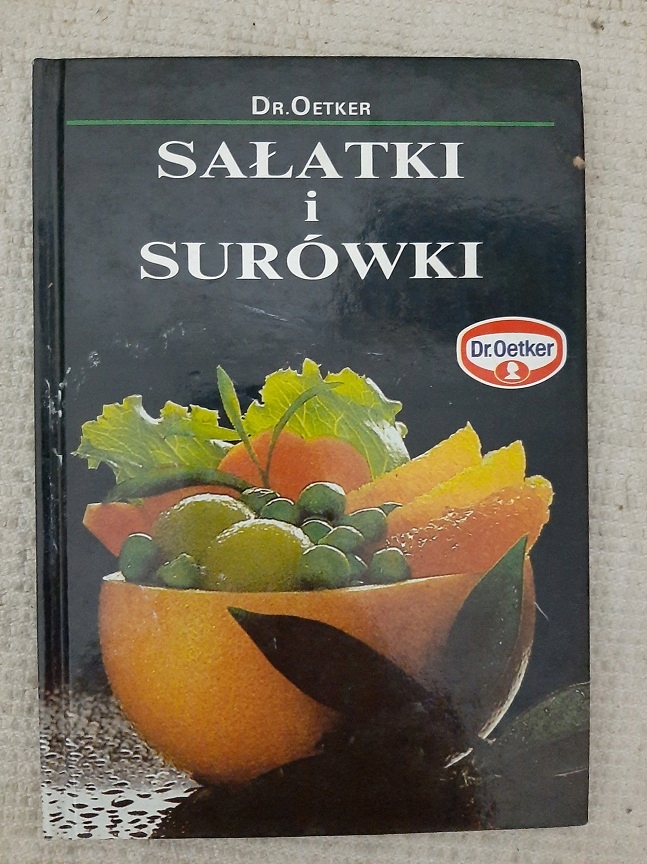 DR. OETKER
SAŁATKI
i
SURÓWKI
Dr.Oetker